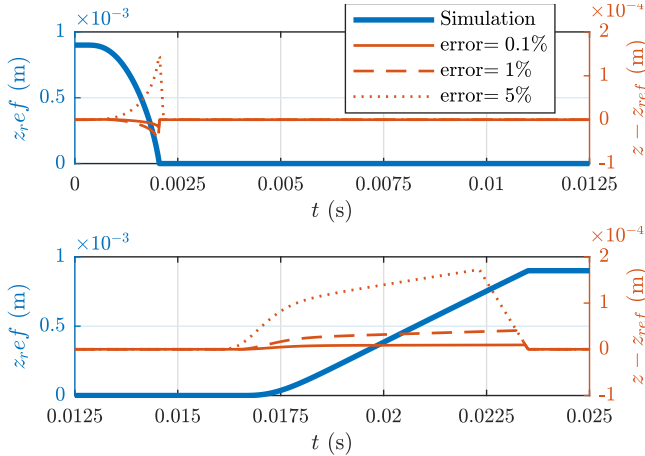 ×10⁻³
×10⁻⁴
1
0.5
0
z_ref (m)
2
1
0
-1
z − z_ref (m)
Simulation
error= 0.1%
error= 1%
error= 5%
0 0.0025 0.005 0.0075 0.01 0.0125
t (s)
×10⁻³
×10⁻⁴
1
0.5
0
z_ref (m)
2
1
0
-1
z − z_ref (m)
0.0125 0.015 0.0175 0.02 0.0225 0.025
t (s)